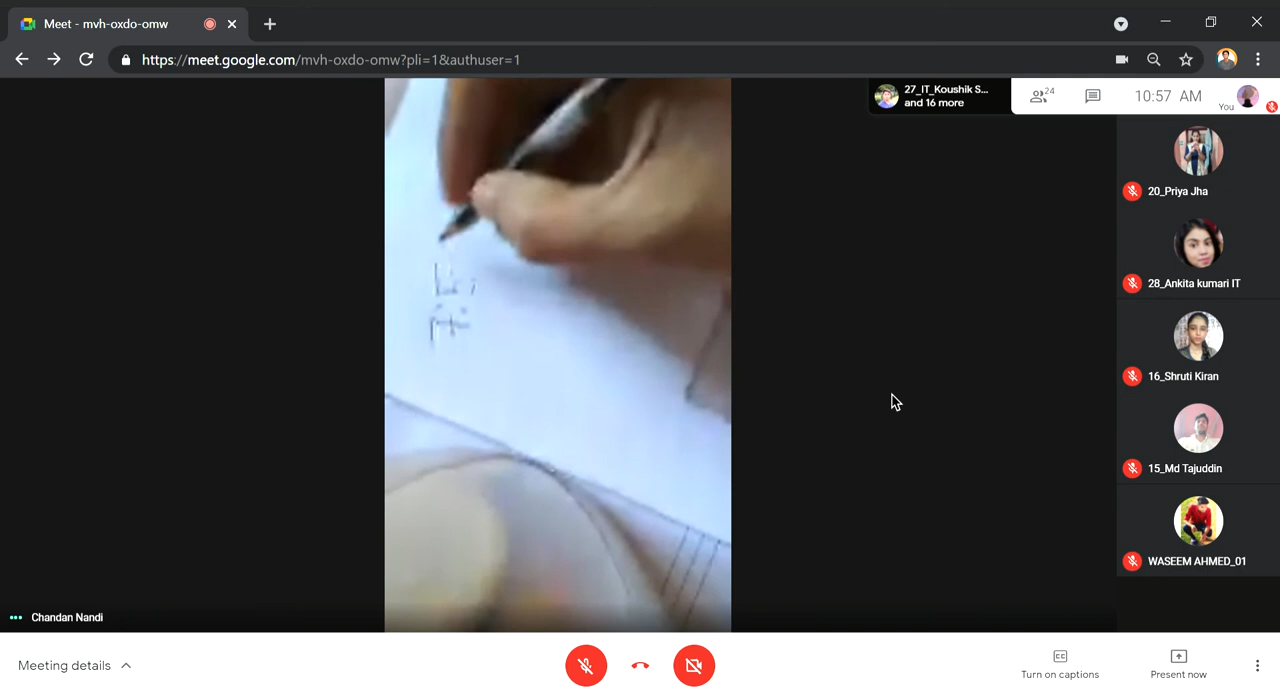 Meet - mvh-oxdo-omw
https://meet.google.com/mvh-oxdo-omw?pli=1&authuser=1
27_IT_Koushik S...
and 16 more
24
10:57 AM
You
20_Priya Jha
28_Ankita kumari IT
16_Shruti Kiran
15_Md Tajuddin
WASEEM AHMED_01
Chandan Nandi
Meeting details
CC
Turn on captions
Present now